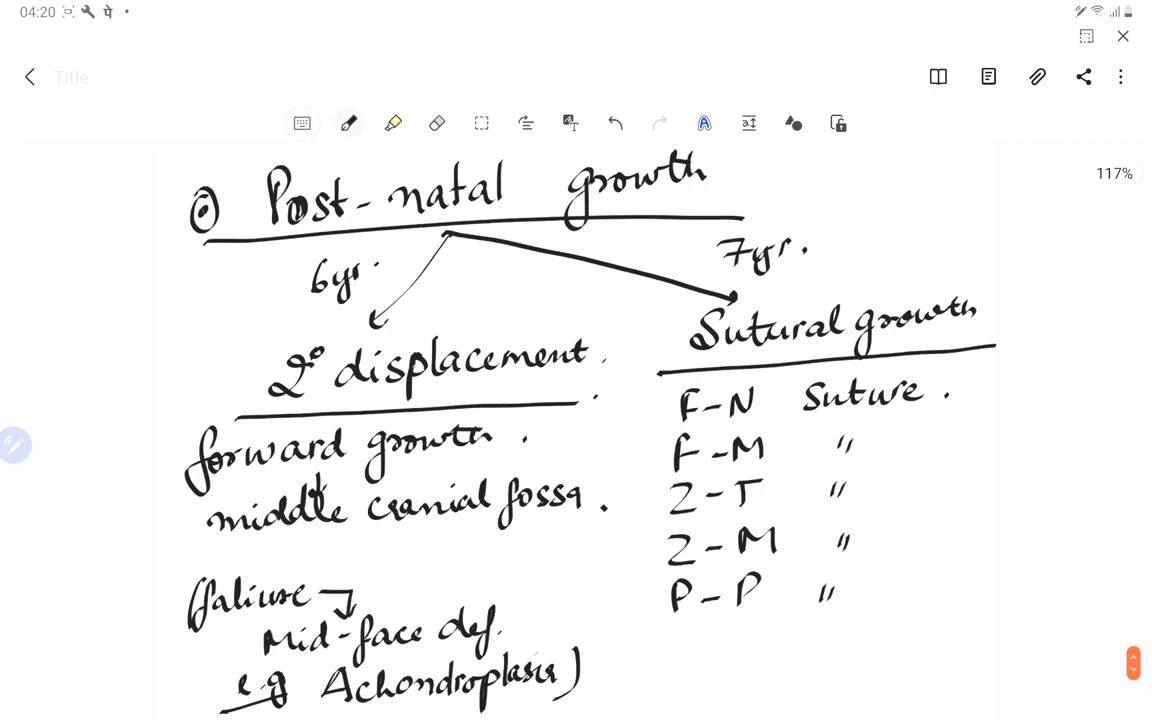 04:20
Title
117%
Post-natal growth
6yr.
7yr.
2° displacement.
Sutural growth
forward growth.
middle cranial fossa.
F-N Suture.
F-M "
Z-T "
Z-M "
P-P "
(faliure →
Mid-face def.
e.g Achondroplasia)